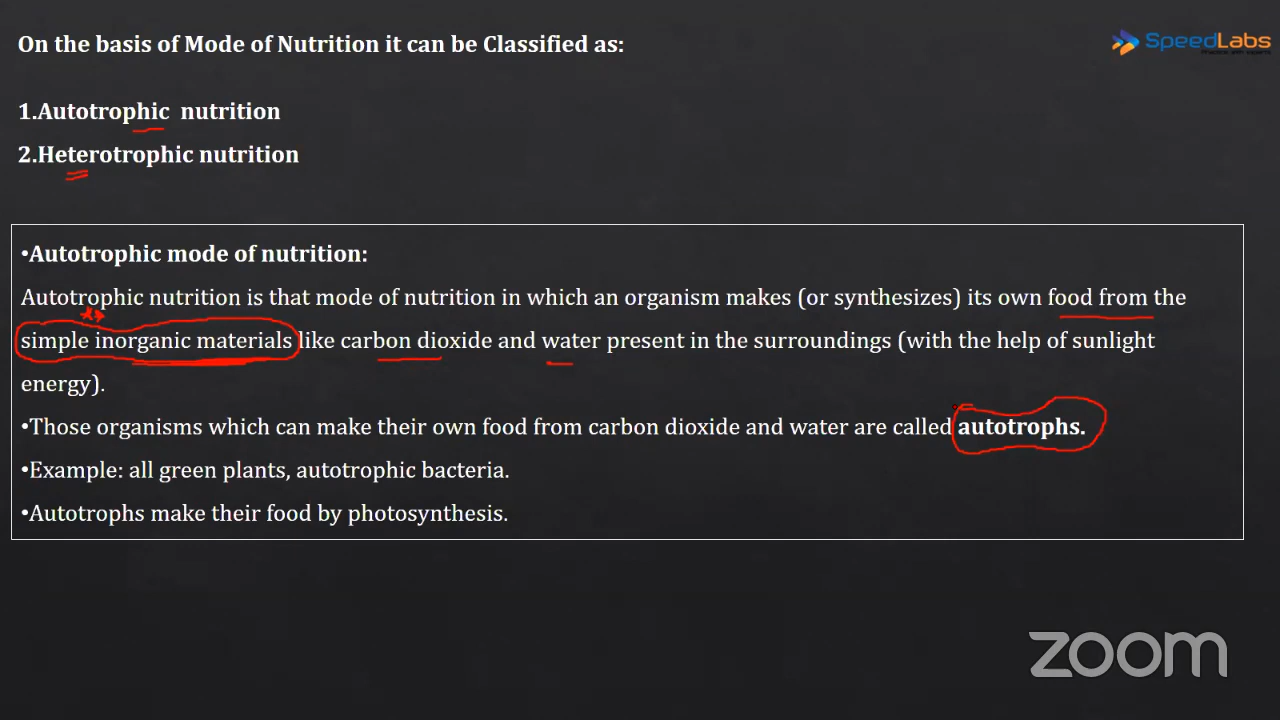 On the basis of Mode of Nutrition it can be Classified as:
SpeedLabs
1.Autotrophic nutrition
2.Heterotrophic nutrition
•Autotrophic mode of nutrition:
Autotrophic nutrition is that mode of nutrition in which an organism makes (or synthesizes) its own food from the
simple inorganic materials like carbon dioxide and water present in the surroundings (with the help of sunlight
energy).
•Those organisms which can make their own food from carbon dioxide and water are called autotrophs.
•Example: all green plants, autotrophic bacteria.
•Autotrophs make their food by photosynthesis.
zoom